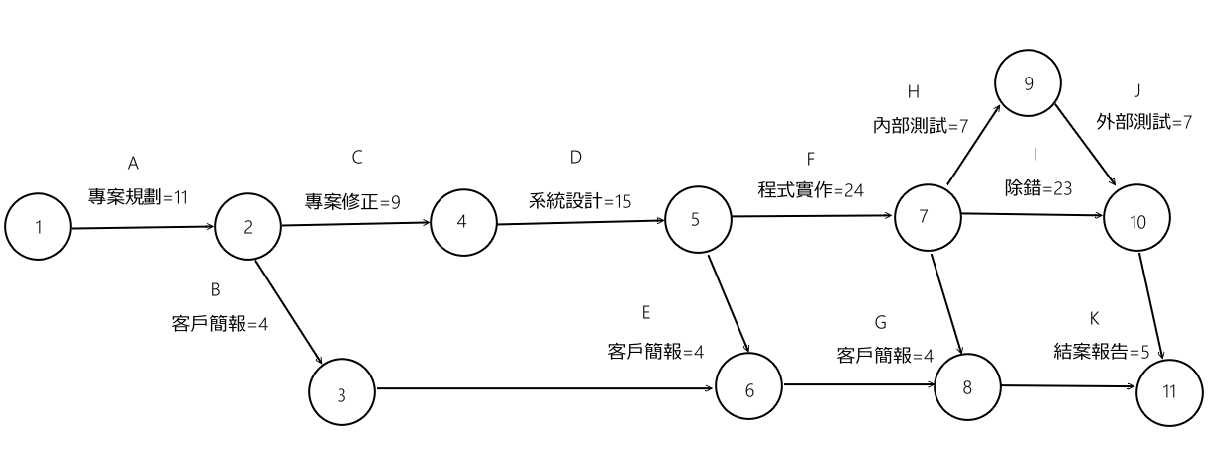 A
專案規劃=11
B
客戶簡報=4
C
專案修正=9
D
系統設計=15
E
客戶簡報=4
F
程式實作=24
G
客戶簡報=4
H
內部測試=7
I
除錯=23
J
外部測試=7
K
結案報告=5
1
2
3
4
5
6
7
8
9
10
11